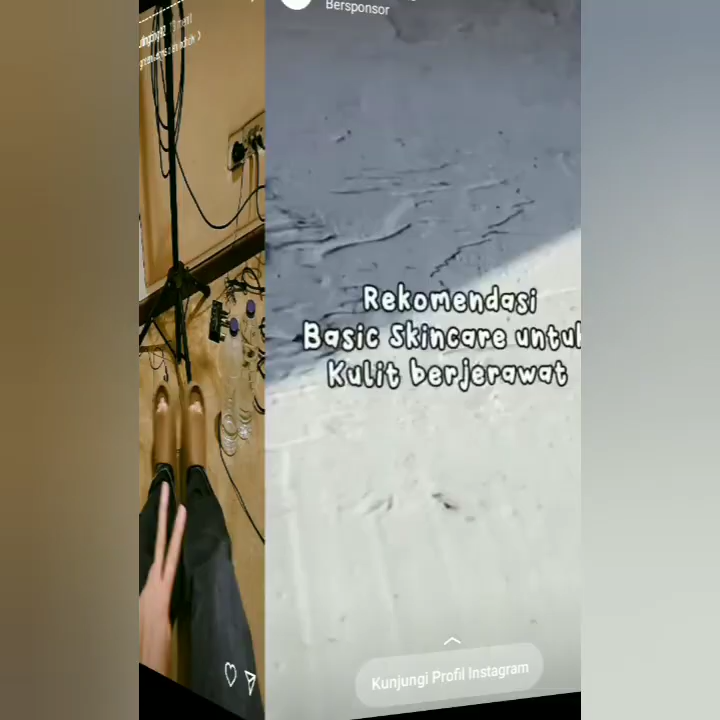 Bersponsor
Rekomendasi
Basic Skincare untuk
Kulit berjerawat
Kunjungi Profil Instagram